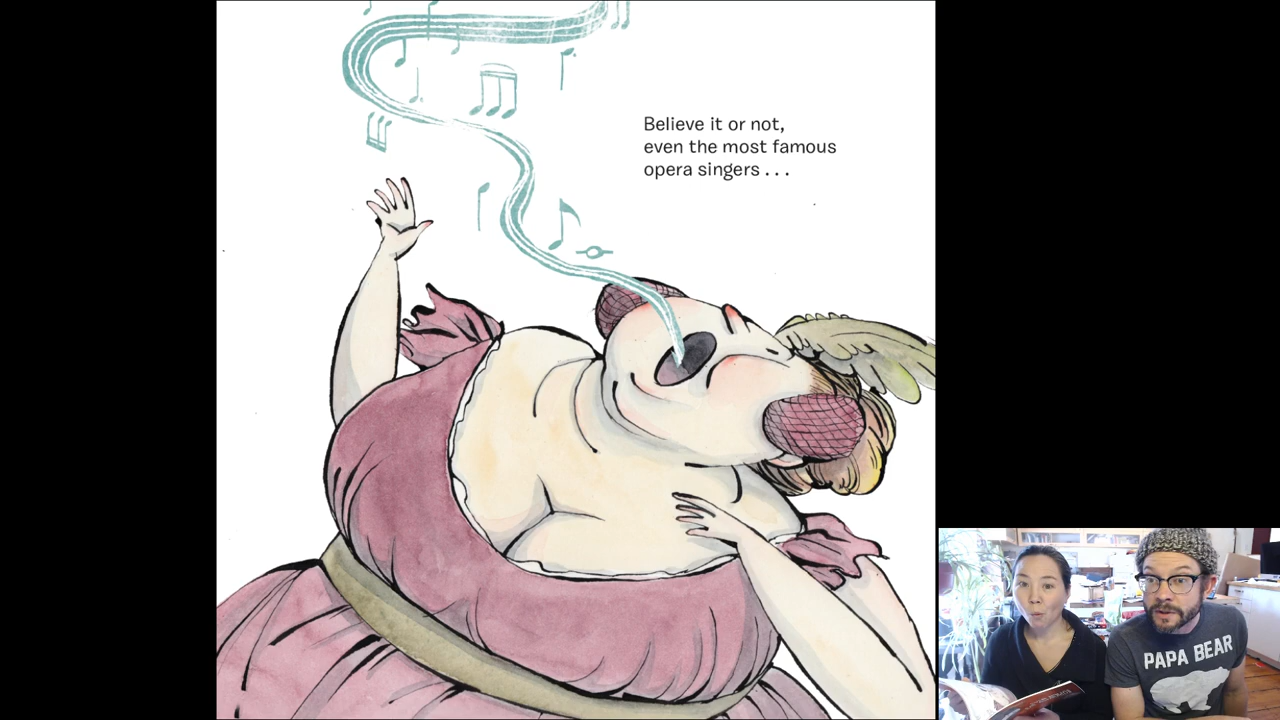 Believe it or not,
even the most famous
opera singers . . .
PAPA BEAR